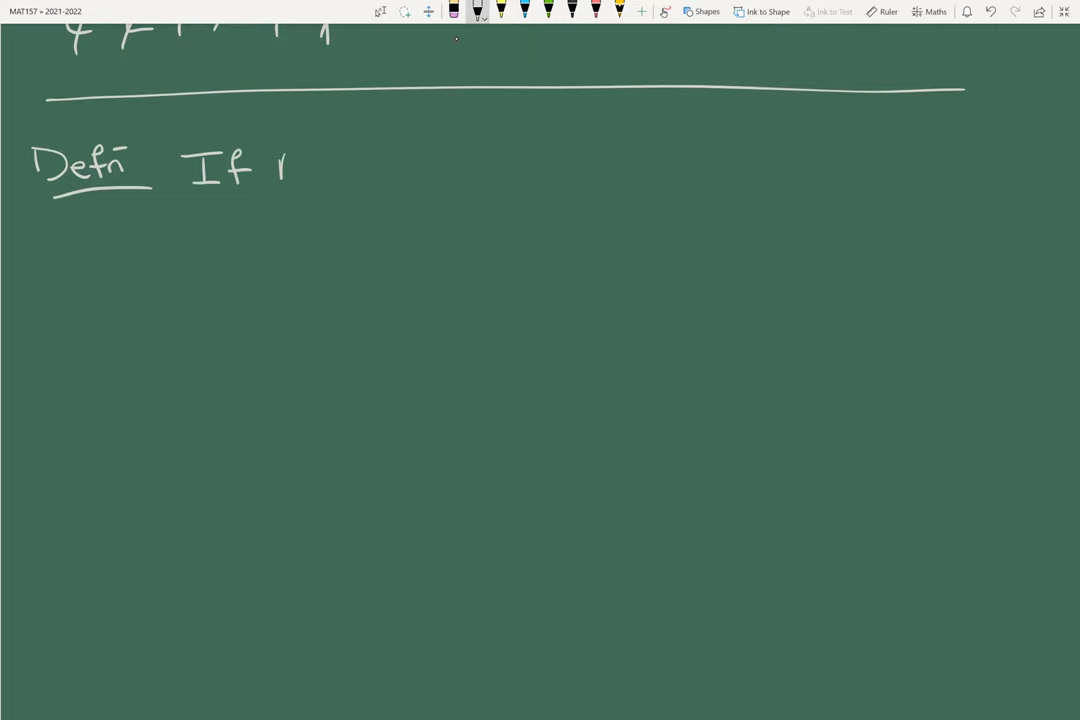 MAT157 » 2021-2022
Shapes Ink to Shape Ink to Text Ruler Maths
Defn̄ If